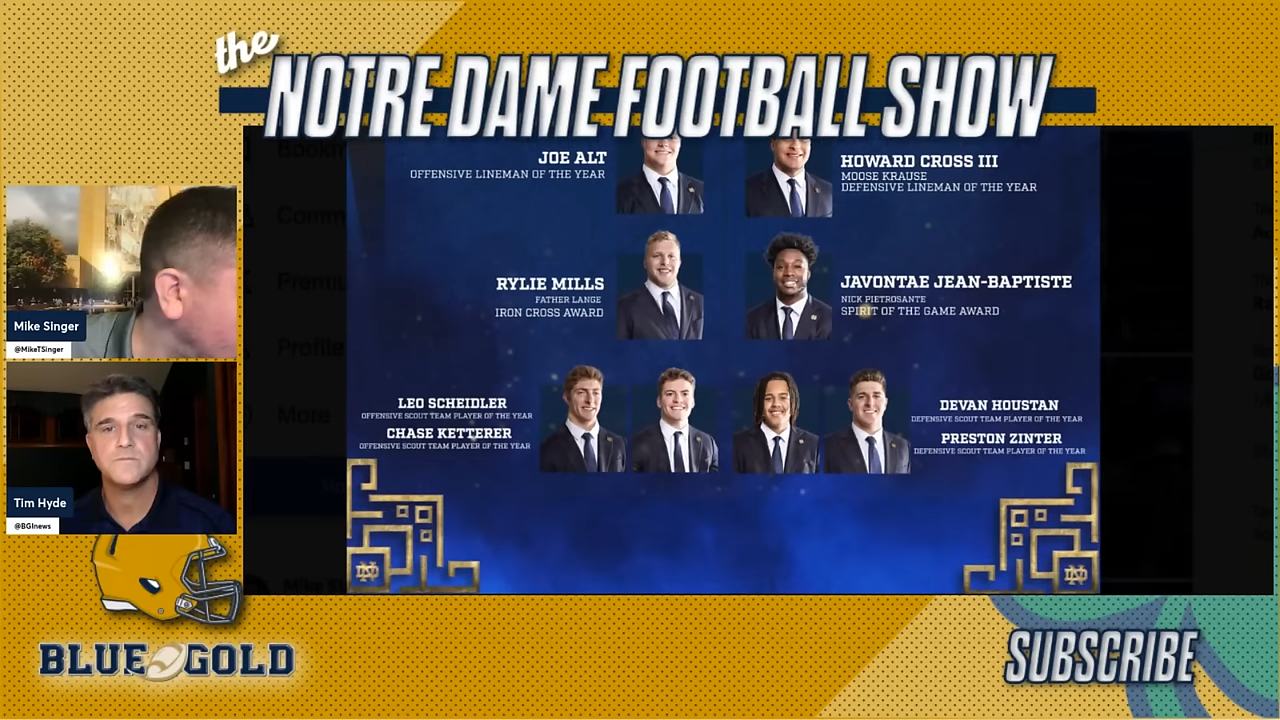 the
NOTRE DAME FOOTBALL SHOW
JOE ALT
OFFENSIVE LINEMAN OF THE YEAR
HOWARD CROSS III
MOOSE KRAUSE
DEFENSIVE LINEMAN OF THE YEAR
RYLIE MILLS
FATHER LANGE
IRON CROSS AWARD
JAVONTAE JEAN-BAPTISTE
NICK PIETROSANTE
SPIRIT OF THE GAME AWARD
LEO SCHEIDLER
OFFENSIVE SCOUT TEAM PLAYER OF THE YEAR
CHASE KETTERER
OFFENSIVE SCOUT TEAM PLAYER OF THE YEAR
DEVAN HOUSTAN
DEFENSIVE SCOUT TEAM PLAYER OF THE YEAR
PRESTON ZINTER
DEFENSIVE SCOUT TEAM PLAYER OF THE YEAR
Premiu
Profile
More
Mike Singer
@MikeTSinger
Tim Hyde
@BGInews
BLUE GOLD
SUBSCRIBE